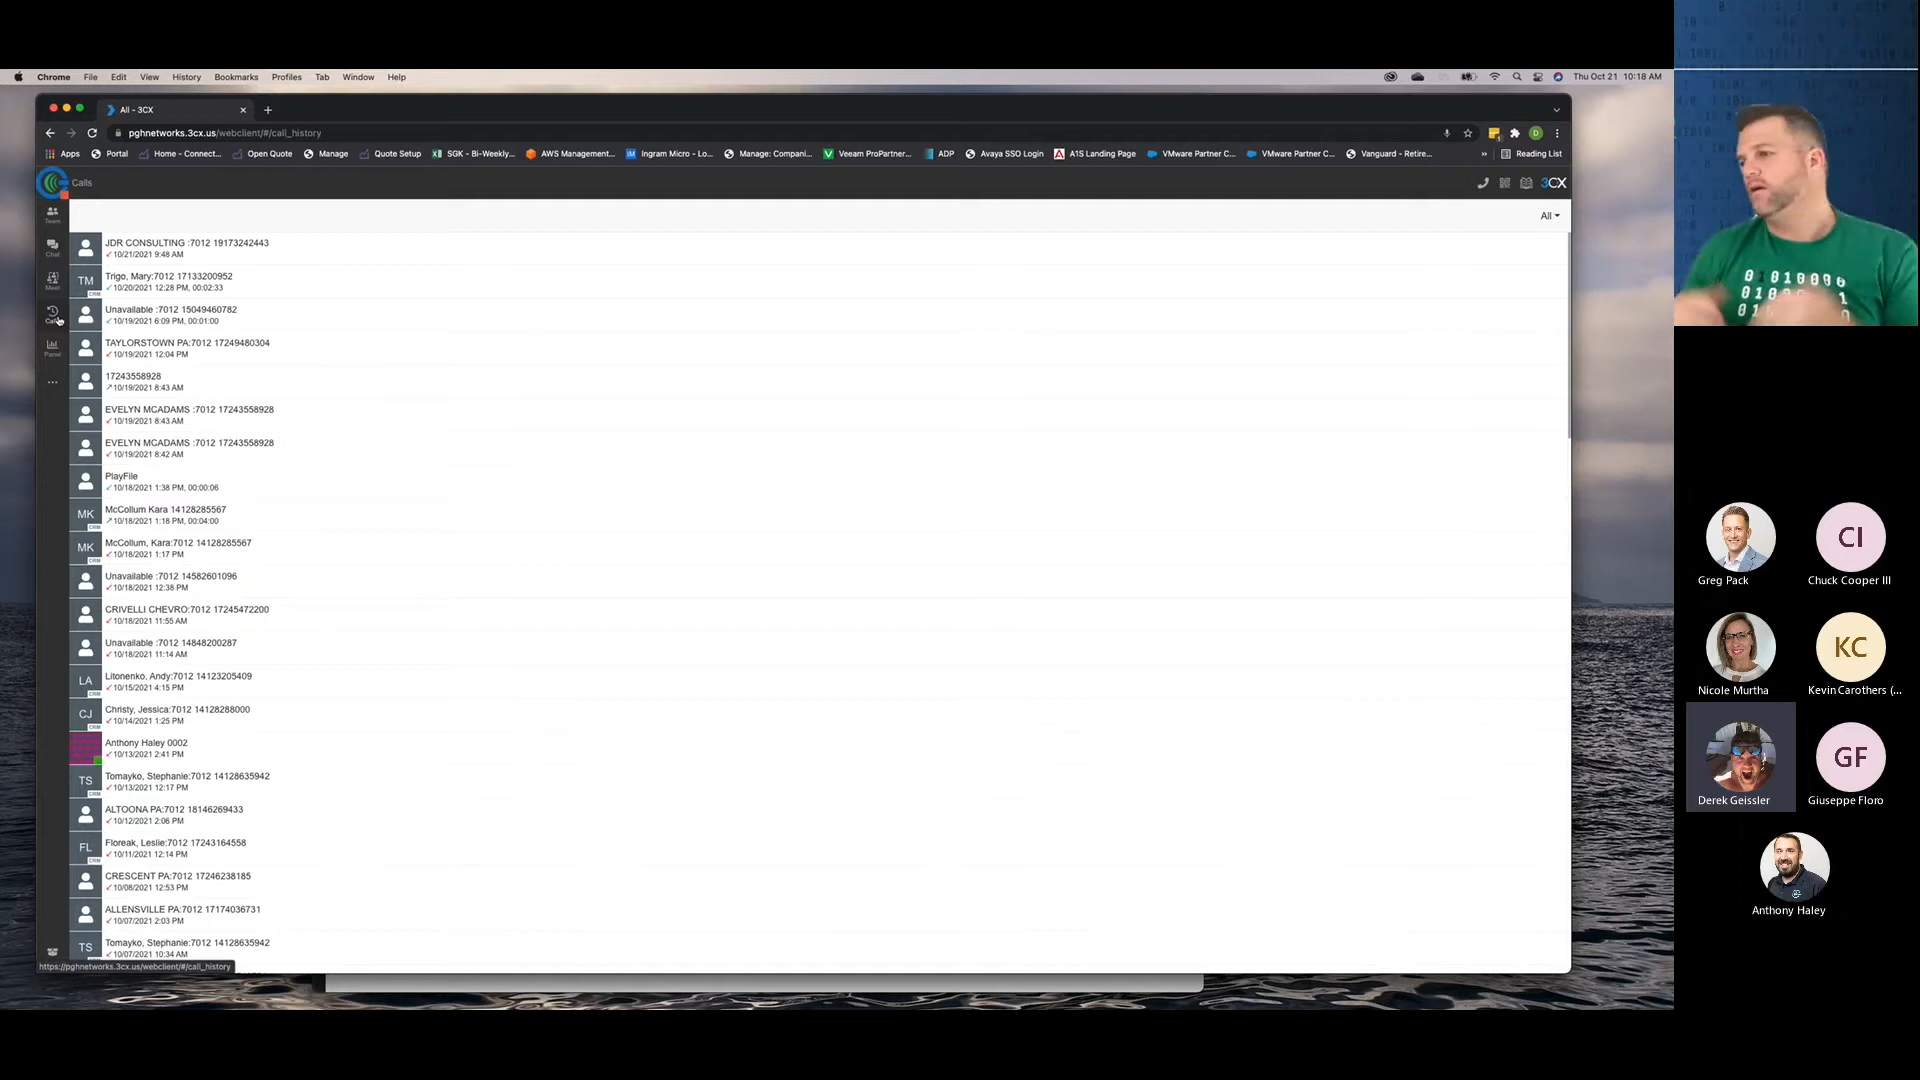 Chrome File Edit View History Bookmarks Profiles Tab Window Help Thu Oct 21 10:18 AM
All - 3CX
pghnetworks.3cx.us/webclient/#/call_history
Apps Portal Home - Connect... Open Quote Manage Quote Setup SGK - Bi-Weekly... AWS Management... Ingram Micro - Lo... Manage: Compani... Veeam ProPartner... ADP Avaya SSO Login A1S Landing Page VMware Partner C... VMware Partner C... Vanguard - Retire... » Reading List
Calls 3CX
All
Team
Chat
Meet
Panel
JDR CONSULTING :7012 19173242443
10/21/2021 9:48 AM
TM
CRM
Trigo, Mary:7012 17133200952
10/20/2021 12:28 PM, 00:02:33
Unavailable :7012 15049460782
10/19/2021 6:09 PM, 00:01:00
TAYLORSTOWN PA:7012 17249480304
10/19/2021 12:04 PM
17243558928
10/19/2021 8:43 AM
EVELYN MCADAMS :7012 17243558928
10/19/2021 8:43 AM
EVELYN MCADAMS :7012 17243558928
10/19/2021 8:42 AM
PlayFile
10/18/2021 1:38 PM, 00:00:06
MK
CRM
McCollum Kara 14128285567
10/18/2021 1:18 PM, 00:04:00
MK
CRM
McCollum, Kara:7012 14128285567
10/18/2021 1:17 PM
Unavailable :7012 14582601096
10/18/2021 12:38 PM
CRIVELLI CHEVRO:7012 17245472200
10/18/2021 11:55 AM
Unavailable :7012 14848200287
10/18/2021 11:14 AM
LA
CRM
Litonenko, Andy:7012 14123205409
10/15/2021 4:15 PM
CJ
CRM
Christy, Jessica:7012 14128288000
10/14/2021 1:25 PM
Anthony Haley 0002
10/13/2021 2:41 PM
TS
CRM
Tomayko, Stephanie:7012 14128635942
10/13/2021 12:17 PM
ALTOONA PA:7012 18146269433
10/12/2021 2:06 PM
FL
CRM
Floreak, Leslie:7012 17243164558
10/11/2021 12:14 PM
CRESCENT PA:7012 17246238185
10/08/2021 12:53 PM
ALLENSVILLE PA:7012 17174036731
10/07/2021 2:03 PM
TS
Tomayko, Stephanie:7012 14128635942
10/07/2021 10:34 AM
https://pghnetworks.3cx.us/webclient/#/call_history
Greg Pack
CI
Chuck Cooper III
Nicole Murtha
KC
Kevin Carothers (...
Derek Geissler
GF
Giuseppe Floro
Anthony Haley